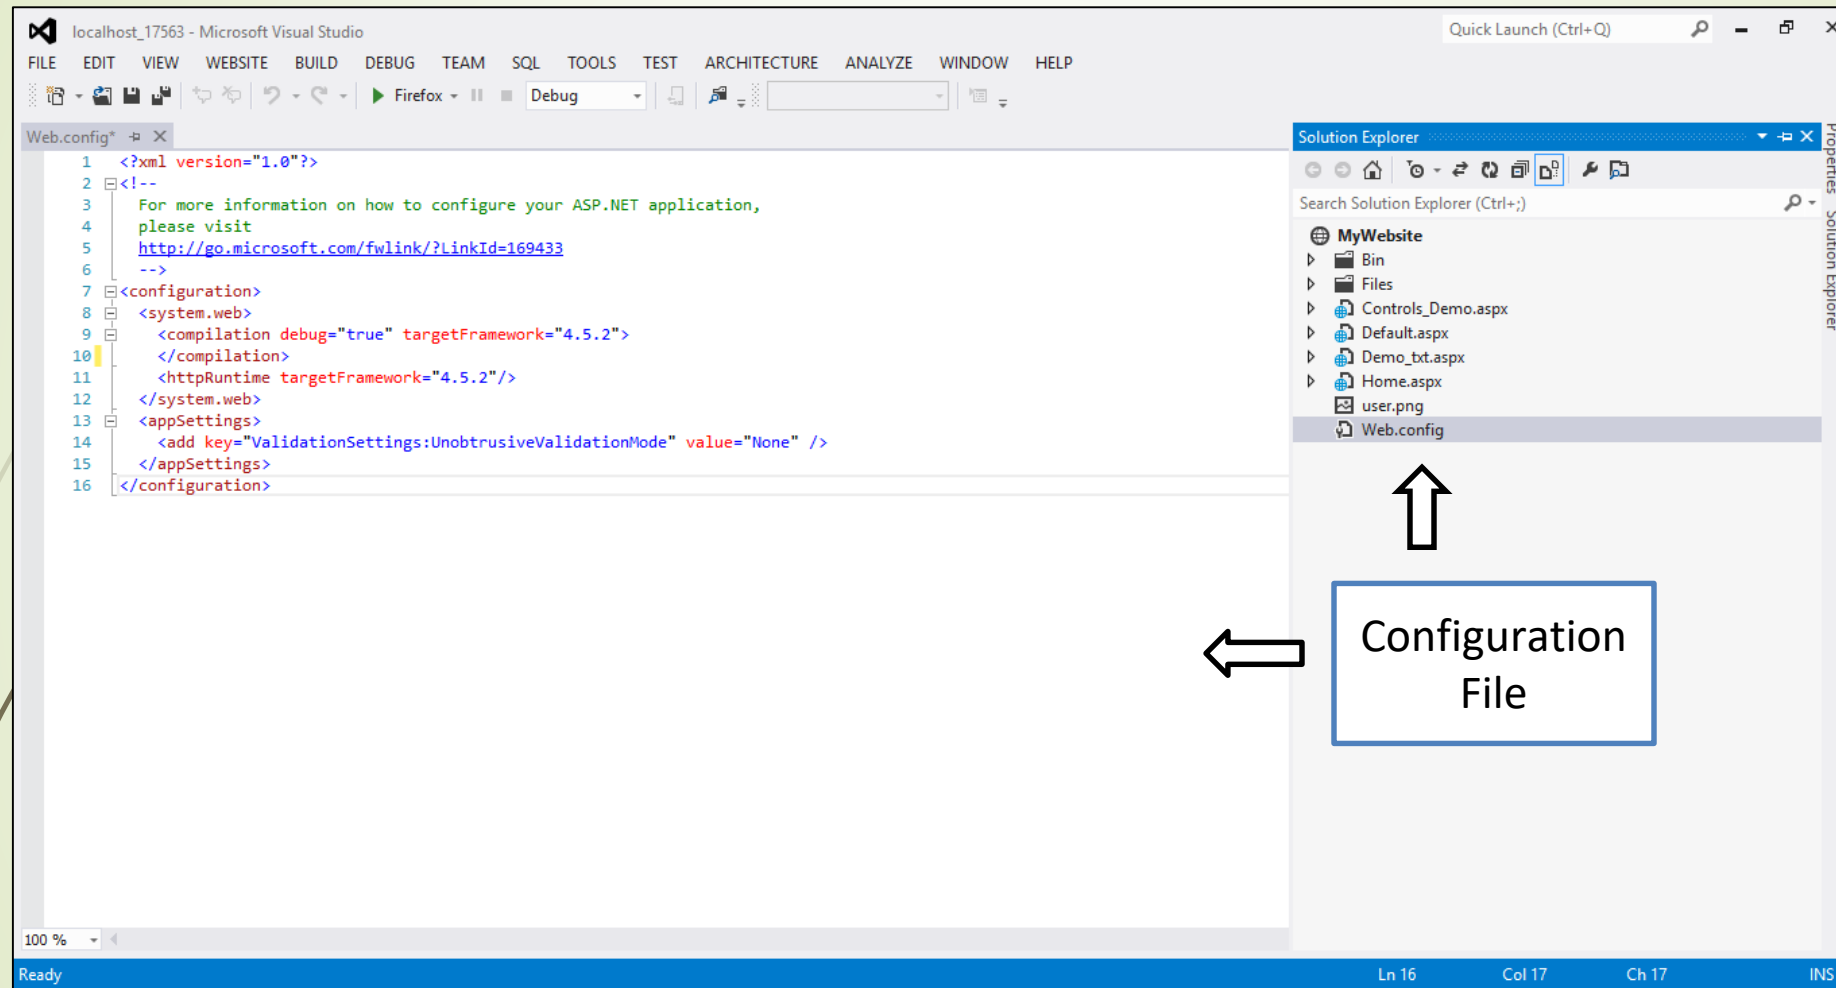 localhost_17563 - Microsoft Visual Studio
Quick Launch (Ctrl+Q)
FILE EDIT VIEW WEBSITE BUILD DEBUG TEAM SQL TOOLS TEST ARCHITECTURE ANALYZE WINDOW HELP
Firefox Debug
Web.config*
1 <?xml version="1.0"?>
2 <!--
3 For more information on how to configure your ASP.NET application,
4 please visit
5 http://go.microsoft.com/fwlink/?LinkId=169433
6 -->
7 <configuration>
8 <system.web>
9 <compilation debug="true" targetFramework="4.5.2">
10 </compilation>
11 <httpRuntime targetFramework="4.5.2"/>
12 </system.web>
13 <appSettings>
14 <add key="ValidationSettings:UnobtrusiveValidationMode" value="None" />
15 </appSettings>
16 </configuration>
100 %
Solution Explorer
Search Solution Explorer (Ctrl+;)
MyWebsite
Bin
Files
Controls_Demo.aspx
Default.aspx
Demo_txt.aspx
Home.aspx
user.png
Web.config
Configuration
File
Properties
Solution Explorer
Ready
Ln 16 Col 17 Ch 17 INS